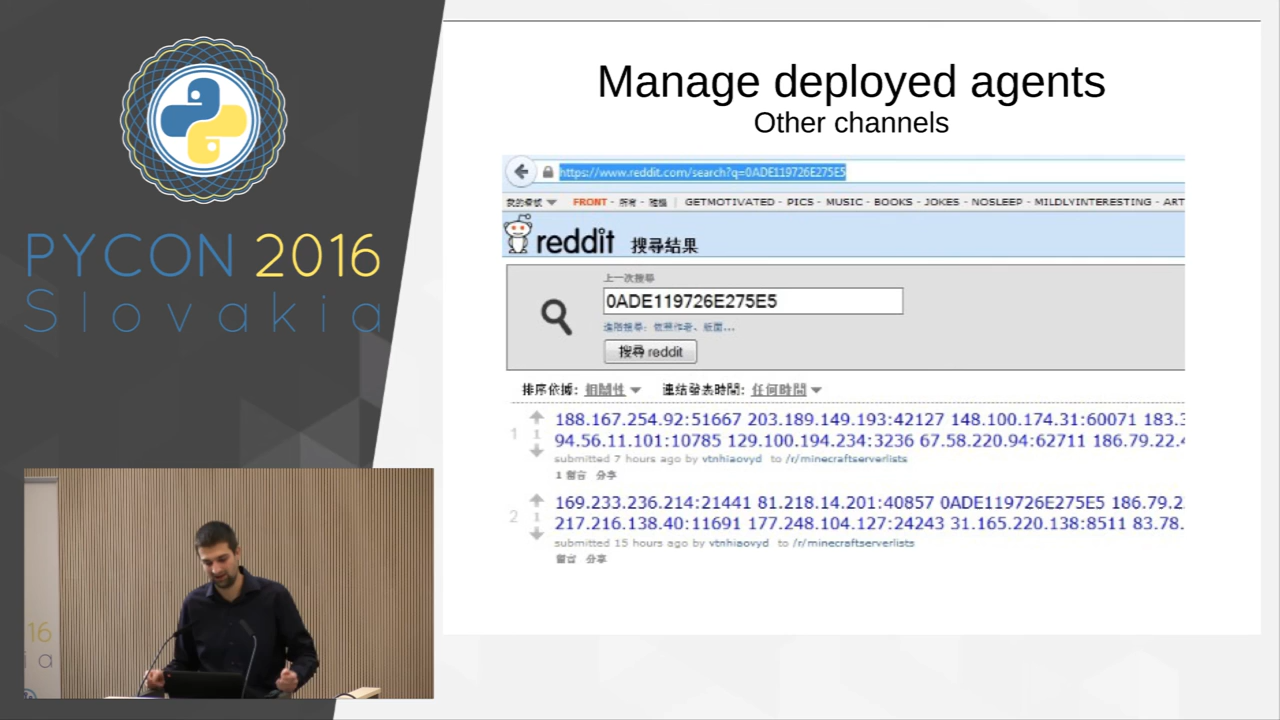 PYCON 2016
Slovakia
Manage deployed agents
Other channels
https://www.reddit.com/search?q=0ADE119726E275E5
FRONT - 所有 - 隨機 | GETMOTIVATED - PICS - MUSIC - BOOKS - JOKES - NOSLEEP - MILDLYINTERESTING - ART
reddit 搜尋結果
上一次搜尋
0ADE119726E275E5
進階搜尋: 依照作者、版面...
搜尋 reddit
排序依據: 相關性 連結發表時間: 任何時間
1
1
188.167.254.92:51667 203.189.149.193:42127 148.100.174.31:60071 183.3
94.56.11.101:10785 129.100.194.234:3236 67.58.220.94:62711 186.79.22.4
submitted 7 hours ago by vtnhiaovyd to /r/minecraftserverlists
1 留言 分享
2
1
169.233.236.214:21441 81.218.14.201:40857 0ADE119726E275E5 186.79.2
217.216.138.40:11691 177.248.104.127:24243 31.165.220.138:8511 83.78.
submitted 15 hours ago by vtnhiaovyd to /r/minecraftserverlists
留言 分享
16
ia